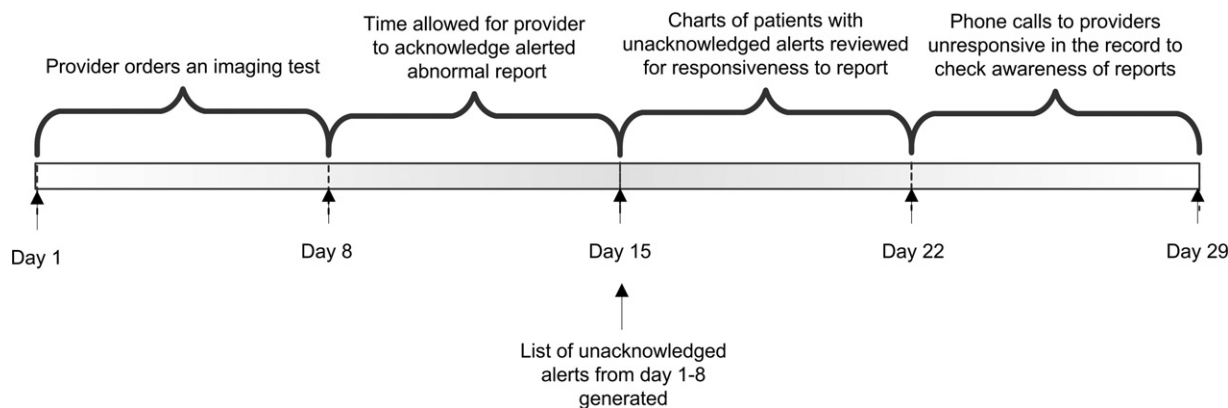 Provider orders an imaging test
Time allowed for provider
to acknowledge alerted
abnormal report
Charts of patients with
unacknowledged alerts reviewed
for responsiveness to report
Phone calls to providers
unresponsive in the record to
check awareness of reports
Day 1
Day 8
Day 15
Day 22
Day 29
List of unacknowledged
alerts from day 1-8
generated